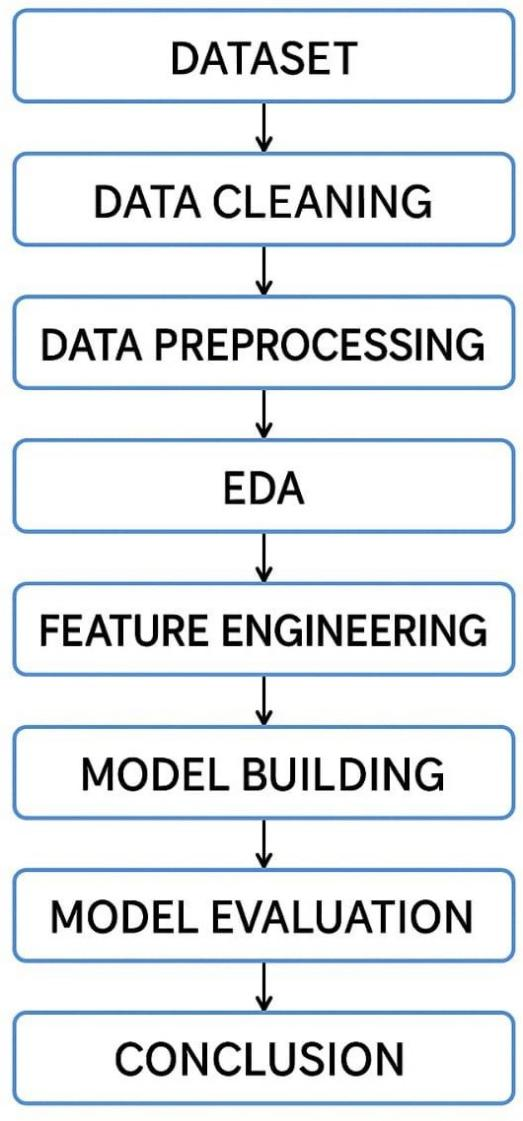 DATASET
DATA CLEANING
DATA PREPROCESSING
EDA
FEATURE ENGINEERING
MODEL BUILDING
MODEL EVALUATION
CONCLUSION